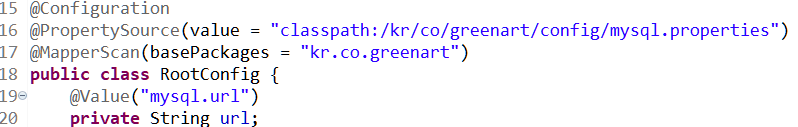 15 @Configuration
16 @PropertySource(value = "classpath:/kr/co/greenart/config/mysql.properties")
17 @MapperScan(basePackages = "kr.co.greenart")
18 public class RootConfig {
19 @Value("mysql.url")
20 private String url;